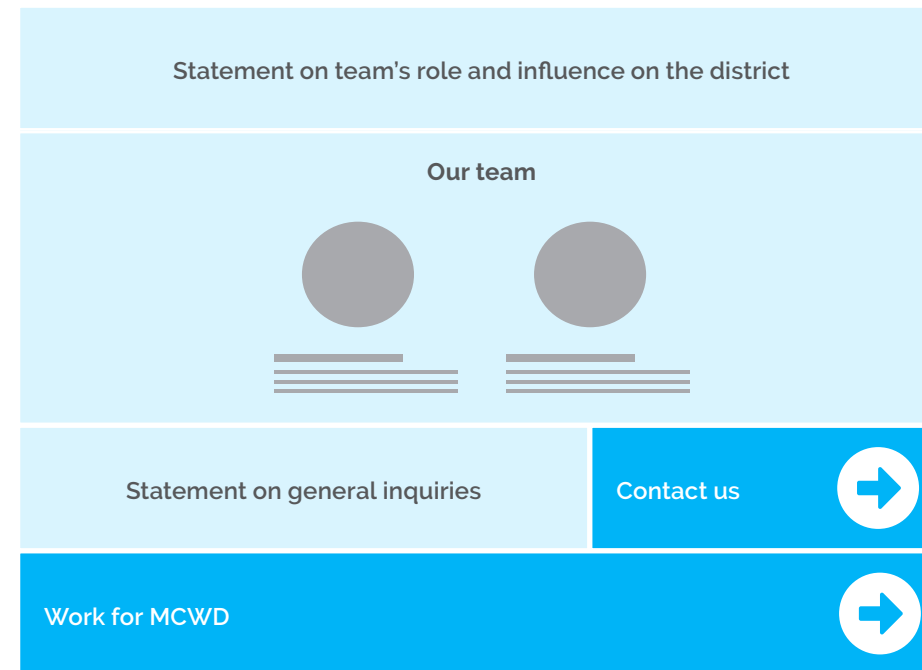 Statement on team's role and influence on the district
Our team
Statement on general inquiries
Contact us
Work for MCWD